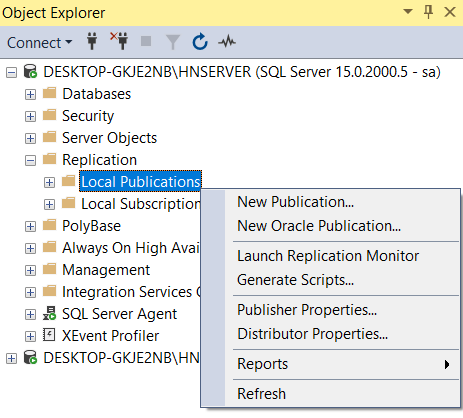 Object Explorer
Connect
DESKTOP-GKJE2NB\HNSERVER (SQL Server 15.0.2000.5 - sa)
Databases
Security
Server Objects
Replication
Local Publications
Local Subscription
PolyBase
Always On High Avai
Management
Integration Services C
SQL Server Agent
XEvent Profiler
DESKTOP-GKJE2NB\HN
New Publication...
New Oracle Publication...
Launch Replication Monitor
Generate Scripts...
Publisher Properties...
Distributor Properties...
Reports
Refresh